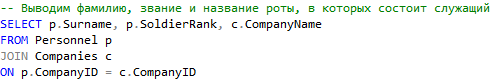 -- Выводим фамилию, звание и название роты, в которых состоит служащий
SELECT p.Surname, p.SoldierRank, c.CompanyName
FROM Personnel p
JOIN Companies c
ON p.CompanyID = c.CompanyID